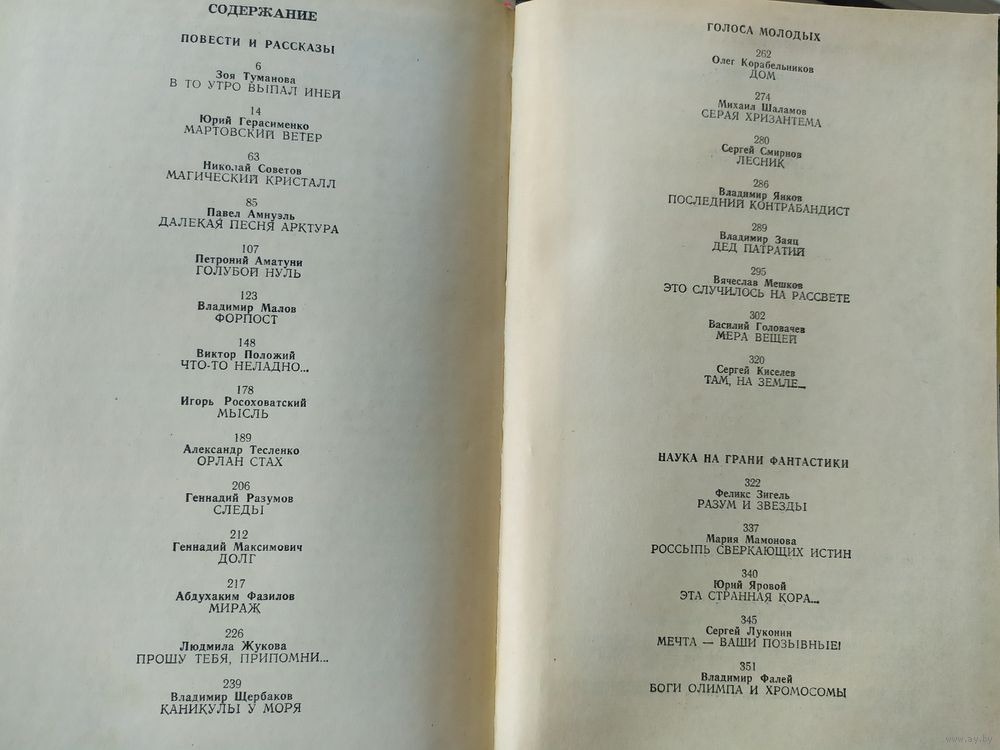 СОДЕРЖАНИЕ
ПОВЕСТИ И РАССКАЗЫ
6
Зоя Туманова
В ТО УТРО ВЫПАЛ ИНЕЙ
14
Юрий Герасименко
МАРТОВСКИЙ ВЕТЕР
63
Николай Советов
МАГИЧЕСКИЙ КРИСТАЛЛ
85
Павел Амнуэль
ДАЛЕКАЯ ПЕСНЯ АРКТУРА
107
Петроний Аматуни
ГОЛУБОЙ НУЛЬ
123
Владимир Малов
ФОРПОСТ
148
Виктор Положий
ЧТО-ТО НЕЛАДНО...
178
Игорь Росоховатский
МЫСЛЬ
189
Александр Тесленко
ОРЛАН СТАХ
206
Геннадий Разумов
СЛЕДЫ
212
Геннадий Максимович
ДОЛГ
217
Абдухаким Фазилов
МИРАЖ
226
Людмила Жукова
ПРОШУ ТЕБЯ, ПРИПОМНИ...
239
Владимир Щербаков
КАНИКУЛЫ У МОРЯ
ГОЛОСА МОЛОДЫХ
262
Олег Корабельников
ДОМ
274
Михаил Шаламов
СЕРАЯ ХРИЗАНТЕМА
280
Сергей Смирнов
ЛЕСНИК
286
Владимир Янков
ПОСЛЕДНИЙ КОНТРАБАНДИСТ
289
Владимир Заяц
ДЕД ПАТРАТИЙ
295
Вячеслав Мешков
ЭТО СЛУЧИЛОСЬ НА РАССВЕТЕ
302
Василий Головачев
МЕРА ВЕЩЕЙ
320
Сергей Киселев
ТАМ, НА ЗЕМЛЕ...
НАУКА НА ГРАНИ ФАНТАСТИКИ
322
Феликс Зигель
РАЗУМ И ЗВЕЗДЫ
337
Мария Мамонова
РОССЫПЬ СВЕРКАЮЩИХ ИСТИН
340
Юрий Яровой
ЭТА СТРАННАЯ КОРА...
345
Сергей Луконин
МЕЧТА — ВАШИ ПОЗЫВНЫЕ!
351
Владимир Фалей
БОГИ ОЛИМПА И ХРОМОСОМЫ
www.ay.by